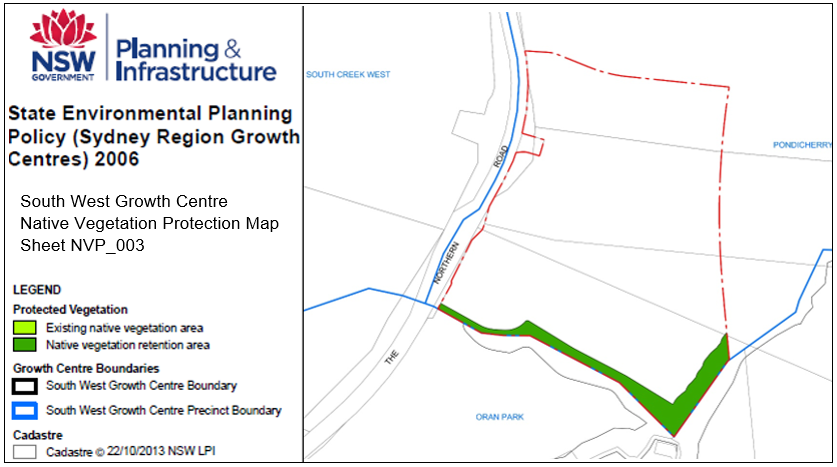 NSW
GOVERNMENT
Planning &
Infrastructure
State Environmental Planning
Policy (Sydney Region Growth
Centres) 2006
South West Growth Centre
Native Vegetation Protection Map
Sheet NVP_003
LEGEND
Protected Vegetation
Existing native vegetation area
Native vegetation retention area
Growth Centre Boundaries
South West Growth Centre Boundary
South West Growth Centre Precinct Boundary
Cadastre
Cadastre © 22/10/2013 NSW LPI
SOUTH CREEK WEST
PONDICHERRY
ROAD
NORTHERN
THE
ORAN PARK